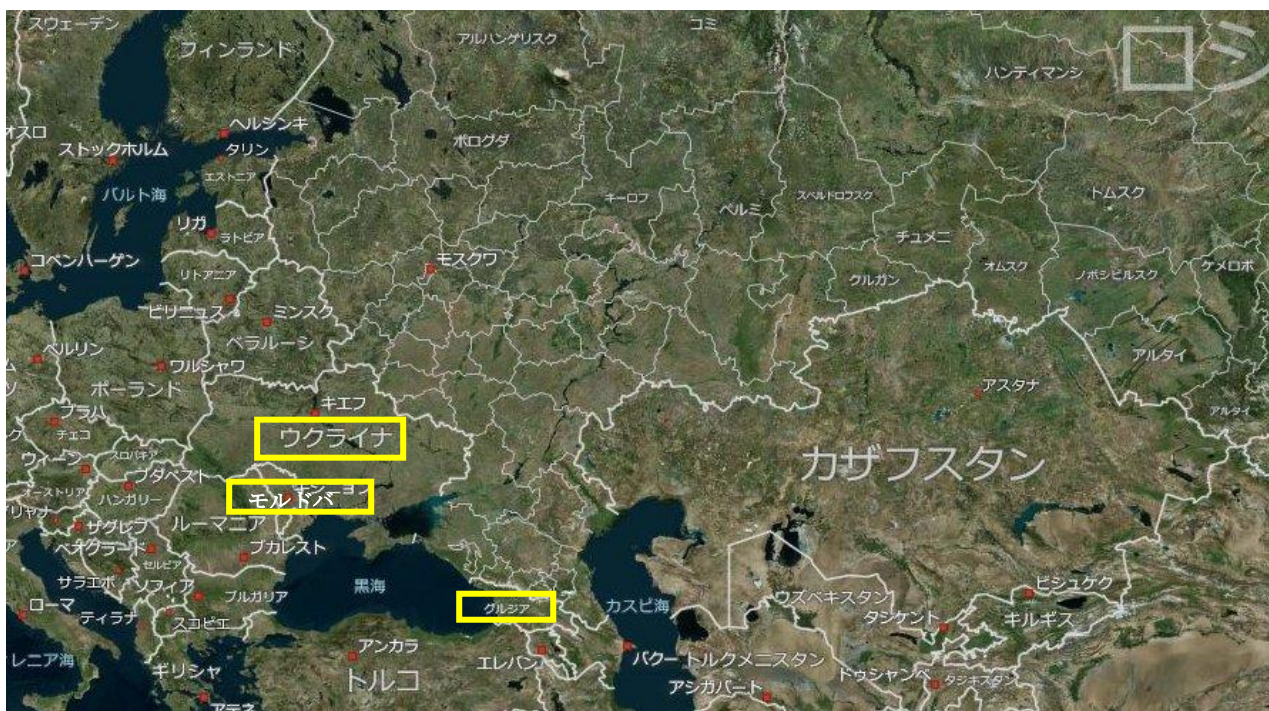 スウェーデン
フィンランド
アルハンゲリスク
コミ
ハンティマンシ
ロシ
オスロ
ヘルシンキ
ストックホルム
タリン
エストニア
ボログダ
バルト海
キーロフ
ペルミ
スベルドロフスク
トムスク
リガ
ラトビア
チュメニ
コペンハーゲン
モスクワ
リトアニア
クルガン
オムスク
ノボシビルスク
ケメロボ
ビリニュス
ミンスク
ベラルーシ
ベルリン
ワルシャワ
アルタイ
ポーランド
アスタナ
キエフ
プラハ
チェコ
ウクライナ
アルタイ
ウィーン
スロバキア
カザフスタン
ブダペスト
オーストリア
ハンガリー
モルドバ
ザグレブ
ルーマニア
ベオグラード
ブカレスト
セルビア
サラエボ
ソフィア
ブルガリア
黒海
グルジア
カスピ海
ウズベキスタン
ビシュケク
ローマ
ティラナ
スコピエ
タシケント
キルギス
アンカラ
エレバン
バクー
トルクメニスタン
レニア海
ギリシャ
トルコ
アシガバート
ドゥシャンベ
タジキスタン
アテネ